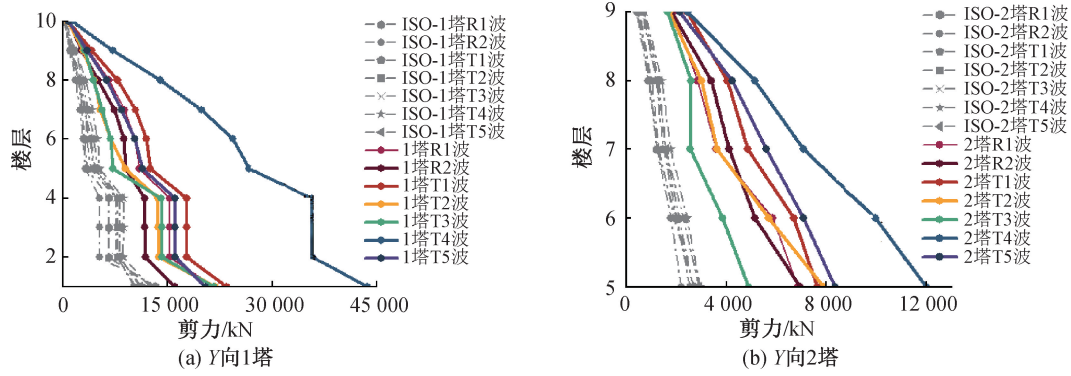 10
8
6
4
2
楼层
0
15 000
30 000
45 000
剪力/kN
(a) Y向1塔
ISO-1塔R1波
ISO-1塔R2波
ISO-1塔T1波
ISO-1塔T2波
ISO-1塔T3波
ISO-1塔T4波
ISO-1塔T5波
1塔R1波
1塔R2波
1塔T1波
1塔T2波
1塔T3波
1塔T4波
1塔T5波
9
8
7
6
5
楼层
0
4 000
8 000
12 000
剪力/kN
(b) Y向2塔
ISO-2塔R1波
ISO-2塔R2波
ISO-2塔T1波
ISO-2塔T2波
ISO-2塔T3波
ISO-2塔T4波
ISO-2塔T5波
2塔R1波
2塔R2波
2塔T1波
2塔T2波
2塔T3波
2塔T4波
2塔T5波